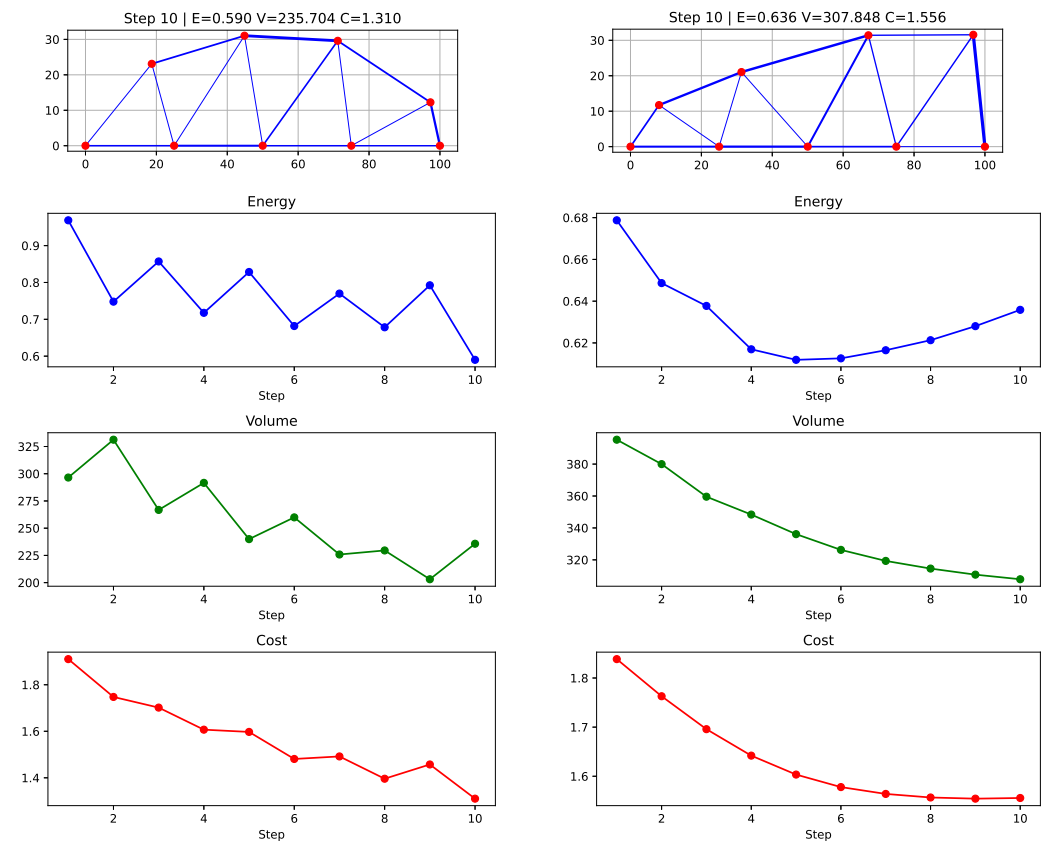 Step 10 | E=0.590 V=235.704 C=1.310
30
20
10
0
0 20 40 60 80 100
Step 10 | E=0.636 V=307.848 C=1.556
30
20
10
0
0 20 40 60 80 100
Energy
0.9
0.8
0.7
0.6
2 4 6 8 10
Step
Energy
0.68
0.66
0.64
0.62
2 4 6 8 10
Step
Volume
325
300
275
250
225
200
2 4 6 8 10
Step
Volume
380
360
340
320
2 4 6 8 10
Step
Cost
1.8
1.6
1.4
2 4 6 8 10
Step
Cost
1.8
1.7
1.6
2 4 6 8 10
Step